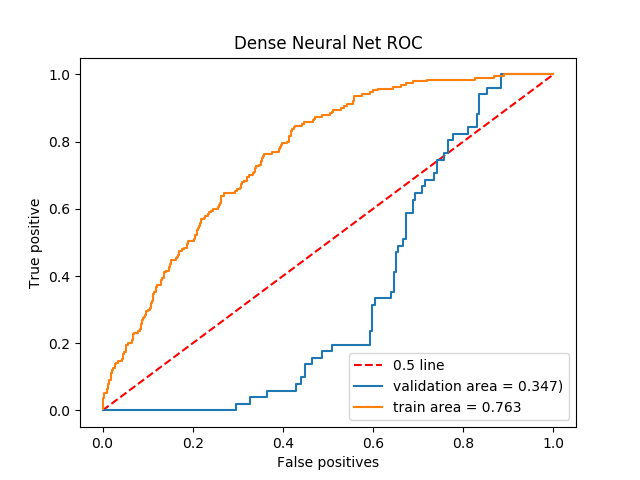 Dense Neural Net ROC
1.0
0.8
0.6
0.4
0.2
0.0
True positive
0.5 line
validation area = 0.347)
train area = 0.763
0.0 0.2 0.4 0.6 0.8 1.0
False positives